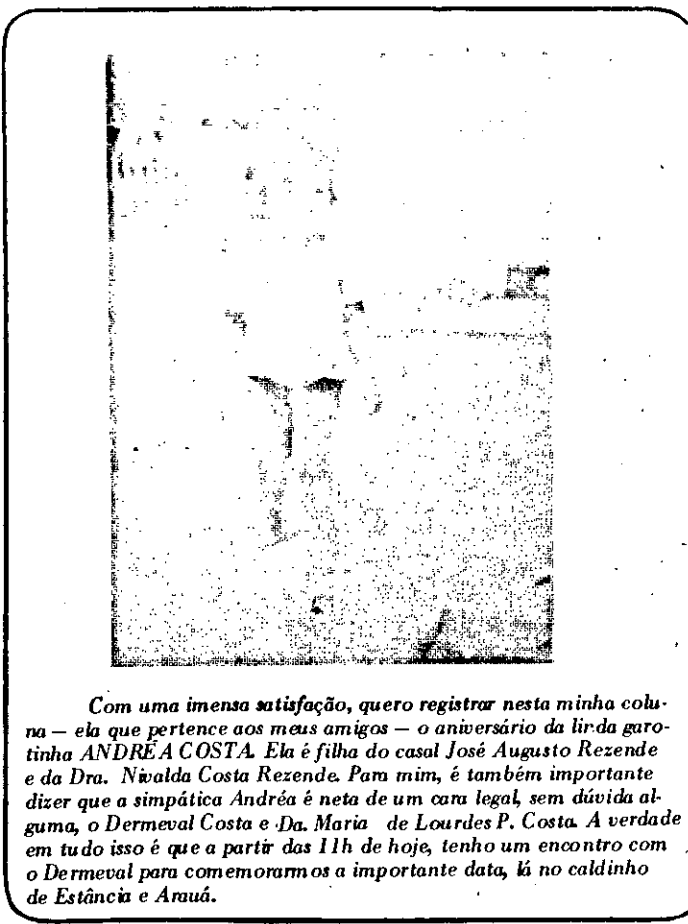 Com uma imensa satisfação, quero registrar nesta minha colu-
na — ela que pertence aos meus amigos — o aniversário da linda garo-
tinha ANDRÉA COSTA. Ela é filha do casal José Augusto Rezende
e da Dra. Nivalda Costa Rezende. Para mim, é também importante
dizer que a simpática Andréa é neta de um cara legal, sem dúvida al-
guma, o Dermeval Costa e Da. Maria de Lourdes P. Costa. A verdade
em tudo isso é que a partir das 11h de hoje, tenho um encontro com
o Dermeval para comemorarmos a importante data, lá no caldinho
de Estância e Arauá.